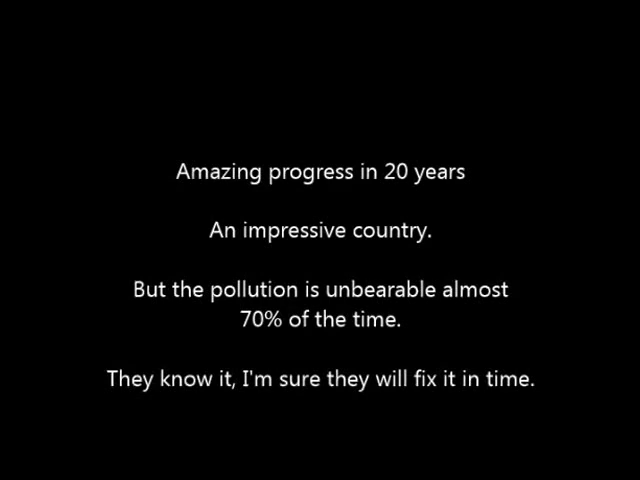 Amazing progress in 20 years
An impressive country.
But the pollution is unbearable almost
70% of the time.
They know it, I'm sure they will fix it in time.